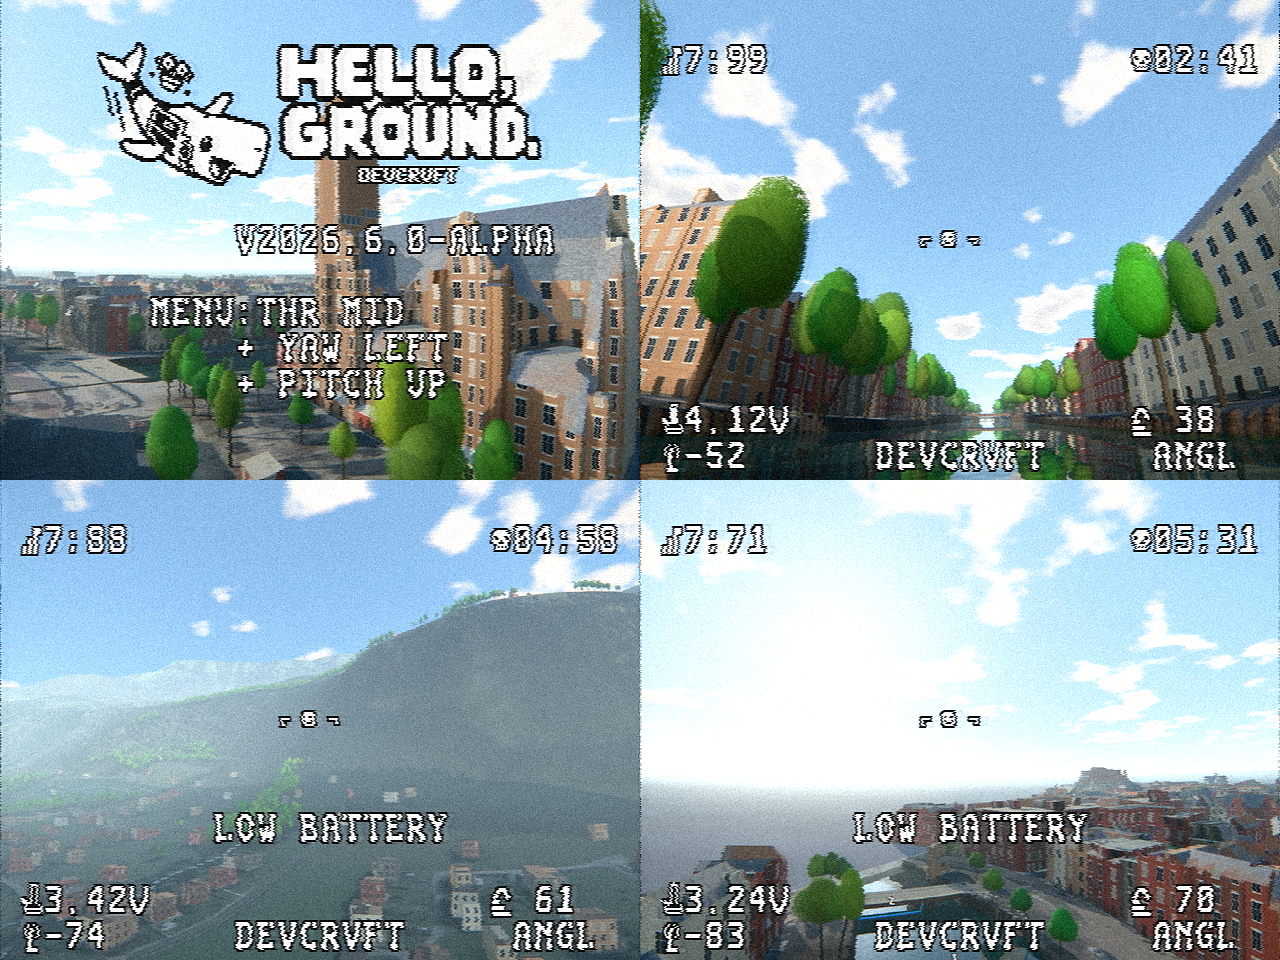 HELLO,
GROUND.
DEVCRVFT
V2026.6.0-ALPHA
MENU:THR MID
+ YAW LEFT
+ PITCH UP
7:99 02:41
4.12V 38
-52 DEVCRVFT ANGL
7:88 04:58
LOW BATTERY
3.42V 61
-74 DEVCRVFT ANGL
7:71 05:31
LOW BATTERY
3.24V 70
-83 DEVCRVFT ANGL